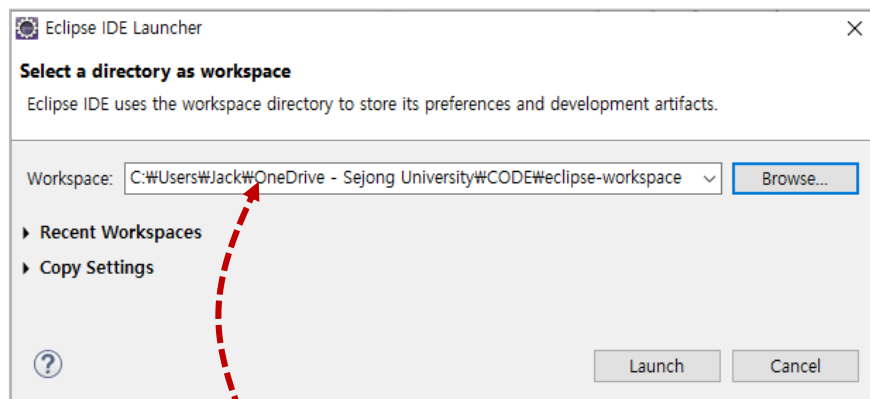 Eclipse IDE Launcher
Select a directory as workspace
Eclipse IDE uses the workspace directory to store its preferences and development artifacts.
Workspace: C:₩Users₩Jack₩OneDrive - Sejong University₩CODE₩eclipse-workspace Browse...
Recent Workspaces
Copy Settings
? Launch Cancel